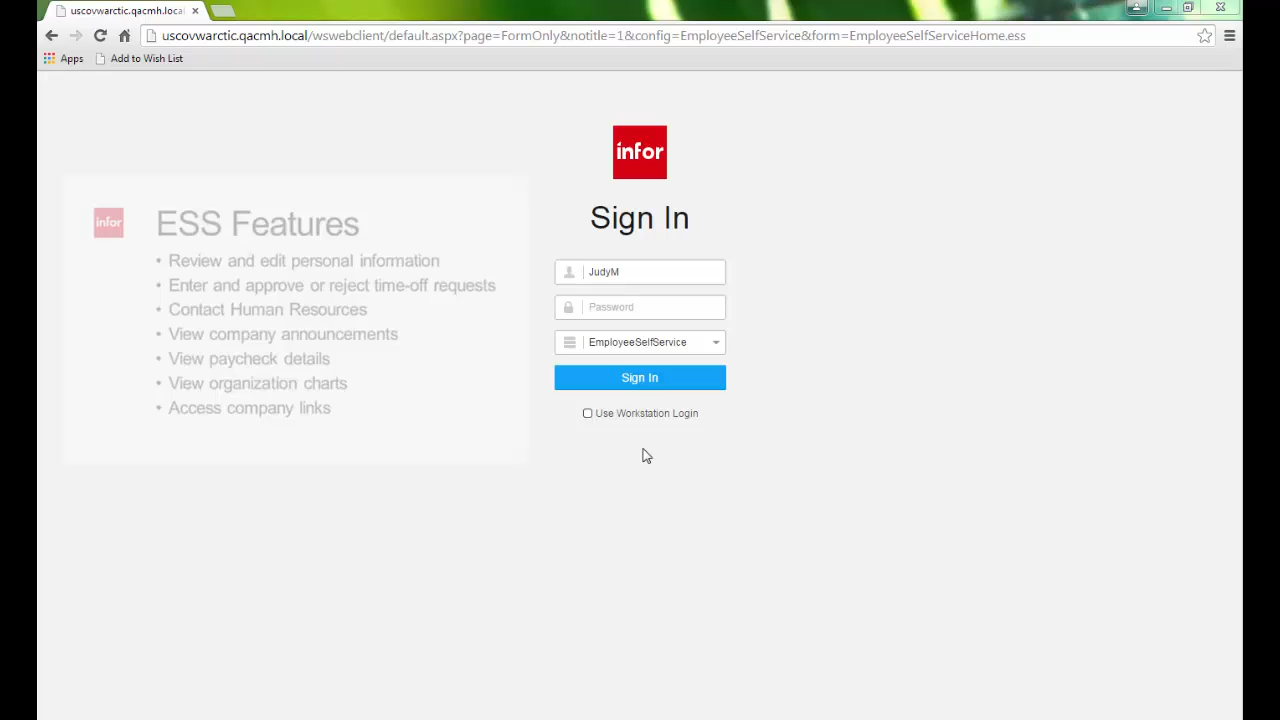 uscovwarctic.qacmh.local
uscovwarctic.qacmh.local/wswebclient/default.aspx?page=FormOnly&notitle=1&config=EmployeeSelfService&form=EmployeeSelfServiceHome.ess
Apps
Add to Wish List
infor
Sign In
JudyM
Password
EmployeeSelfService
Sign In
Use Workstation Login
infor
ESS Features
• Review and edit personal information
• Enter and approve or reject time-off requests
• Contact Human Resources
• View company announcements
• View paycheck details
• View organization charts
• Access company links